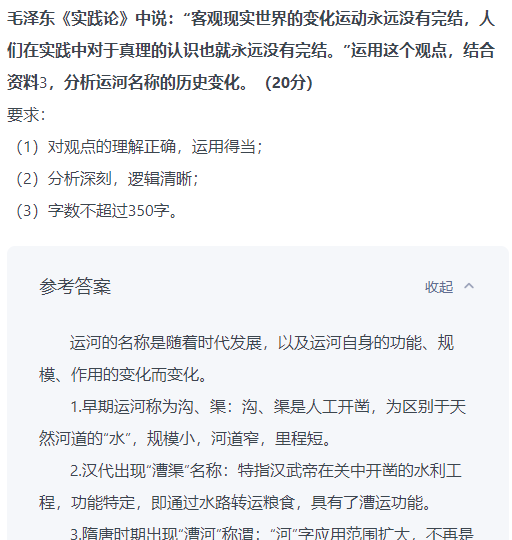 毛泽东《实践论》中说：“客观现实世界的变化运动永远没有完结，人
们在实践中对于真理的认识也就永远没有完结。”运用这个观点，结合
资料3，分析运河名称的历史变化。（20分）
要求：
（1）对观点的理解正确，运用得当；
（2）分析深刻，逻辑清晰；
（3）字数不超过350字。
参考答案 收起
运河的名称是随着时代发展，以及运河自身的功能、规
模、作用的变化而变化。
1.早期运河称为沟、渠：沟、渠是人工开凿，为区别于天
然河道的“水”，规模小，河道窄，里程短。
2.汉代出现“漕渠”名称：特指汉武帝在关中开凿的水利工
程，功能特定，即通过水路转运粮食，具有了漕运功能。
3.隋唐时期出现“漕河”称谓：“河”字应用范围扩大，不再是